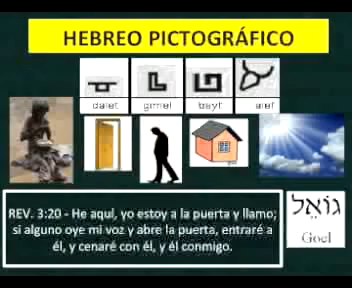 HEBREO PICTOGRÁFICO
dalet gimel beyt alef
REV. 3:20 - He aquí, yo estoy a la puerta y llamo;
si alguno oye mi voz y abre la puerta, entraré a
él, y cenaré con él, y él conmigo.
גוֹאֵל
Goel